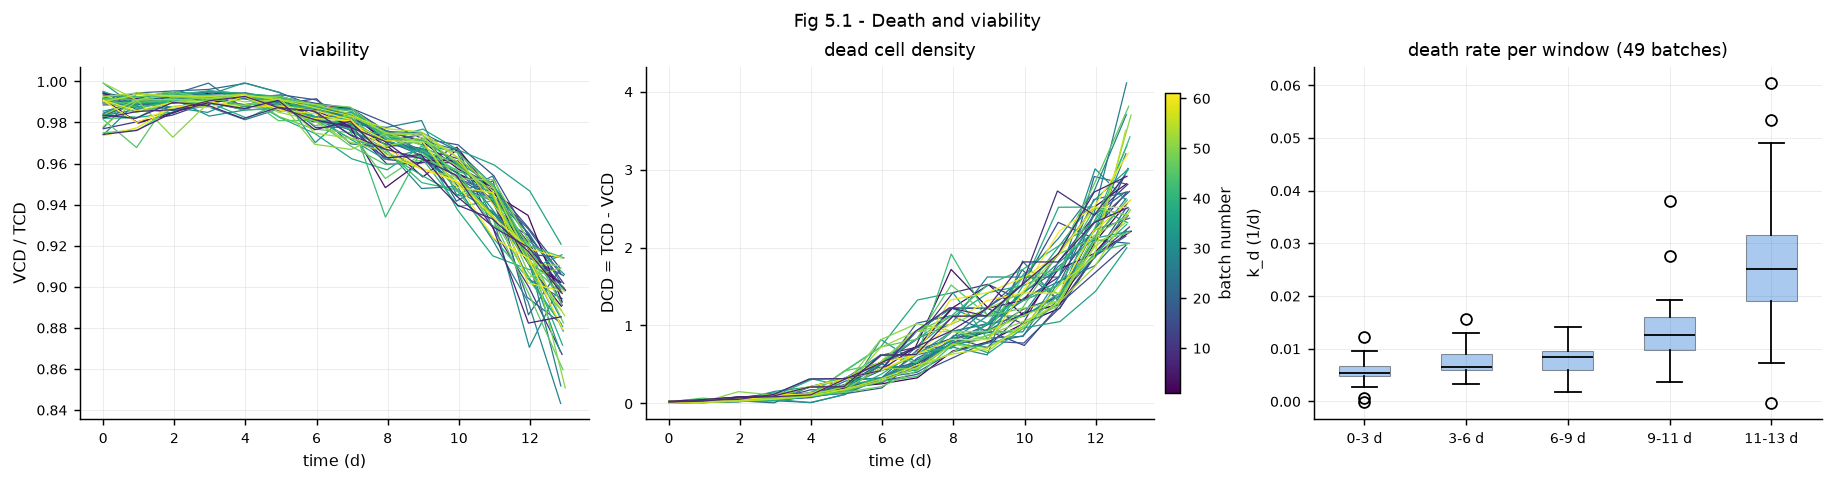 Fig 5.1 - Death and viability
viability
VCD / TCD
1.00
0.98
0.96
0.94
0.92
0.90
0.88
0.86
0.84
0 2 4 6 8 10 12
time (d)
dead cell density
DCD = TCD - VCD
4
3
2
1
0
0 2 4 6 8 10 12
time (d)
60
50
40
30
20
10
batch number
death rate per window (49 batches)
k_d (1/d)
0.06
0.05
0.04
0.03
0.02
0.01
0.00
0-3 d 3-6 d 6-9 d 9-11 d 11-13 d